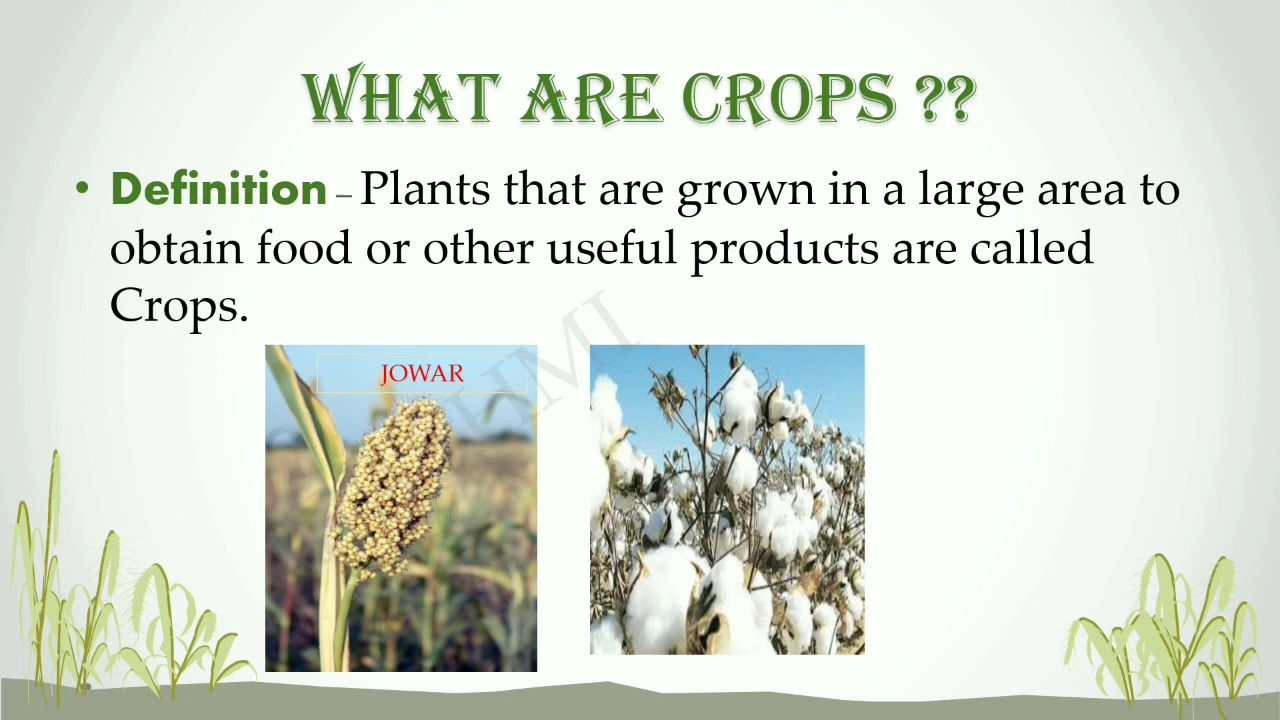 WHAT ARE CROPS ??
• Definition – Plants that are grown in a large area to
obtain food or other useful products are called
Crops.
JOWAR